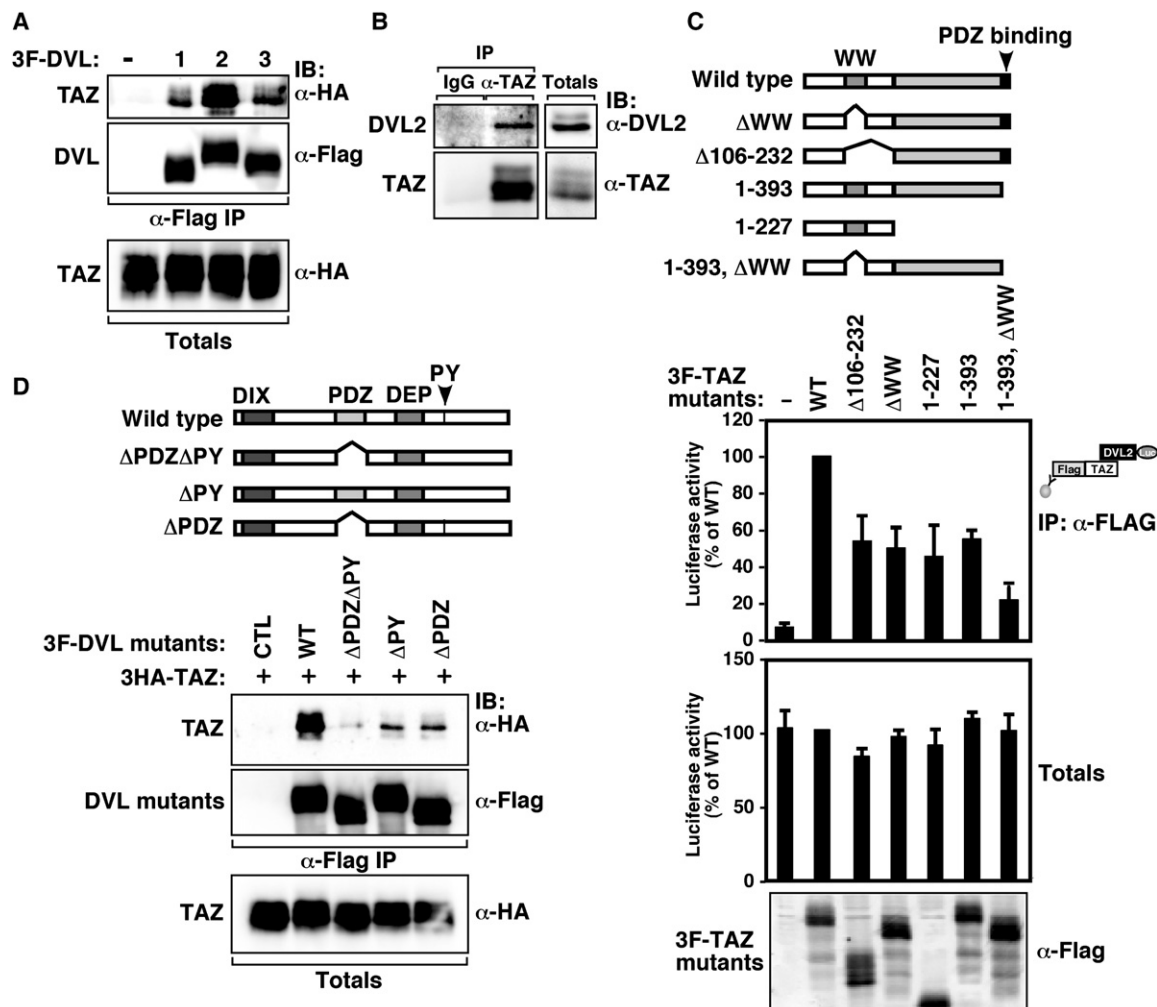 A
3F-DVL: - 1 2 3
IB:
TAZ α-HA
DVL α-Flag
α-Flag IP
TAZ α-HA
Totals
B
IP
IgG α-TAZ Totals
IB:
DVL2 α-DVL2
TAZ α-TAZ
C
PDZ binding
WW
Wild type
ΔWW
Δ106-232
1-393
1-227
1-393, ΔWW
3F-TAZ
mutants:
– WT Δ106-232 ΔWW 1-227 1-393 1-393, ΔWW
Luciferase activity
(% of WT)
120
100
80
60
40
20
0
DVL2 Luc
Flag TAZ
IP: α-FLAG
Luciferase activity
(% of WT)
150
100
50
0
Totals
3F-TAZ
mutants
α-Flag
D
PY
DIX PDZ DEP
Wild type
ΔPDZΔPY
ΔPY
ΔPDZ
3F-DVL mutants: CTL WT ΔPDZΔPY ΔPY ΔPDZ
3HA-TAZ: + + + + +
IB:
TAZ α-HA
DVL mutants α-Flag
α-Flag IP
TAZ α-HA
Totals